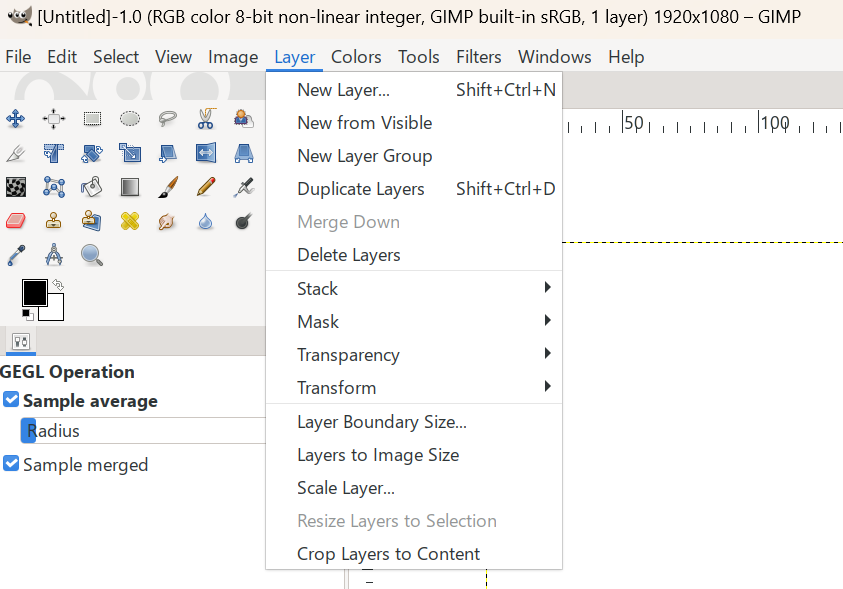 [Untitled]-1.0 (RGB color 8-bit non-linear integer, GIMP built-in sRGB, 1 layer) 1920x1080 – GIMP
File Edit Select View Image Layer Colors Tools Filters Windows Help
New Layer... Shift+Ctrl+N
New from Visible
New Layer Group
Duplicate Layers Shift+Ctrl+D
Merge Down
Delete Layers
Stack
Mask
Transparency
Transform
Layer Boundary Size...
Layers to Image Size
Scale Layer...
Resize Layers to Selection
Crop Layers to Content
50 100
GEGL Operation
Sample average
Radius
Sample merged